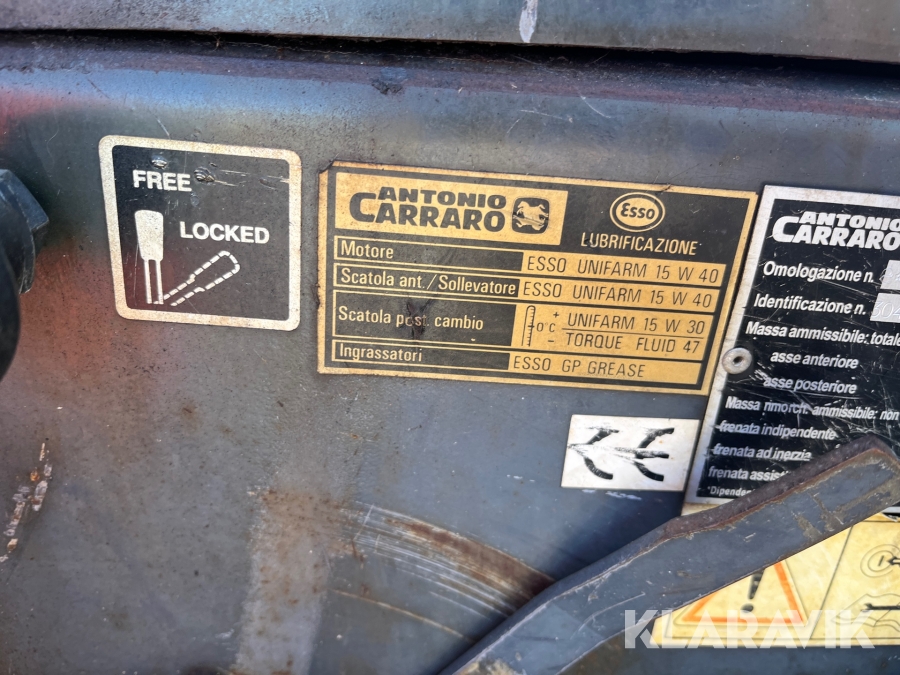 FREE
LOCKED
ANTONIO
CARRARO
Esso
LUBRIFICAZIONE
Motore ESSO UNIFARM 15 W 40
Scatola ant./Sollevatore ESSO UNIFARM 15 W 40
Scatola post. cambio + 0°C - UNIFARM 15 W 30
TORQUE FLUID 47
Ingrassatori ESSO GP GREASE
ANTONIO
CARRARO
Omologazione n.
Identificazione n.
Massa ammissibile: totale
asse anteriore
asse posteriore
Massa rimorch. ammissibile: non
frenata indipendente
frenata ad inerzia
frenata
CE
KLARAVIK